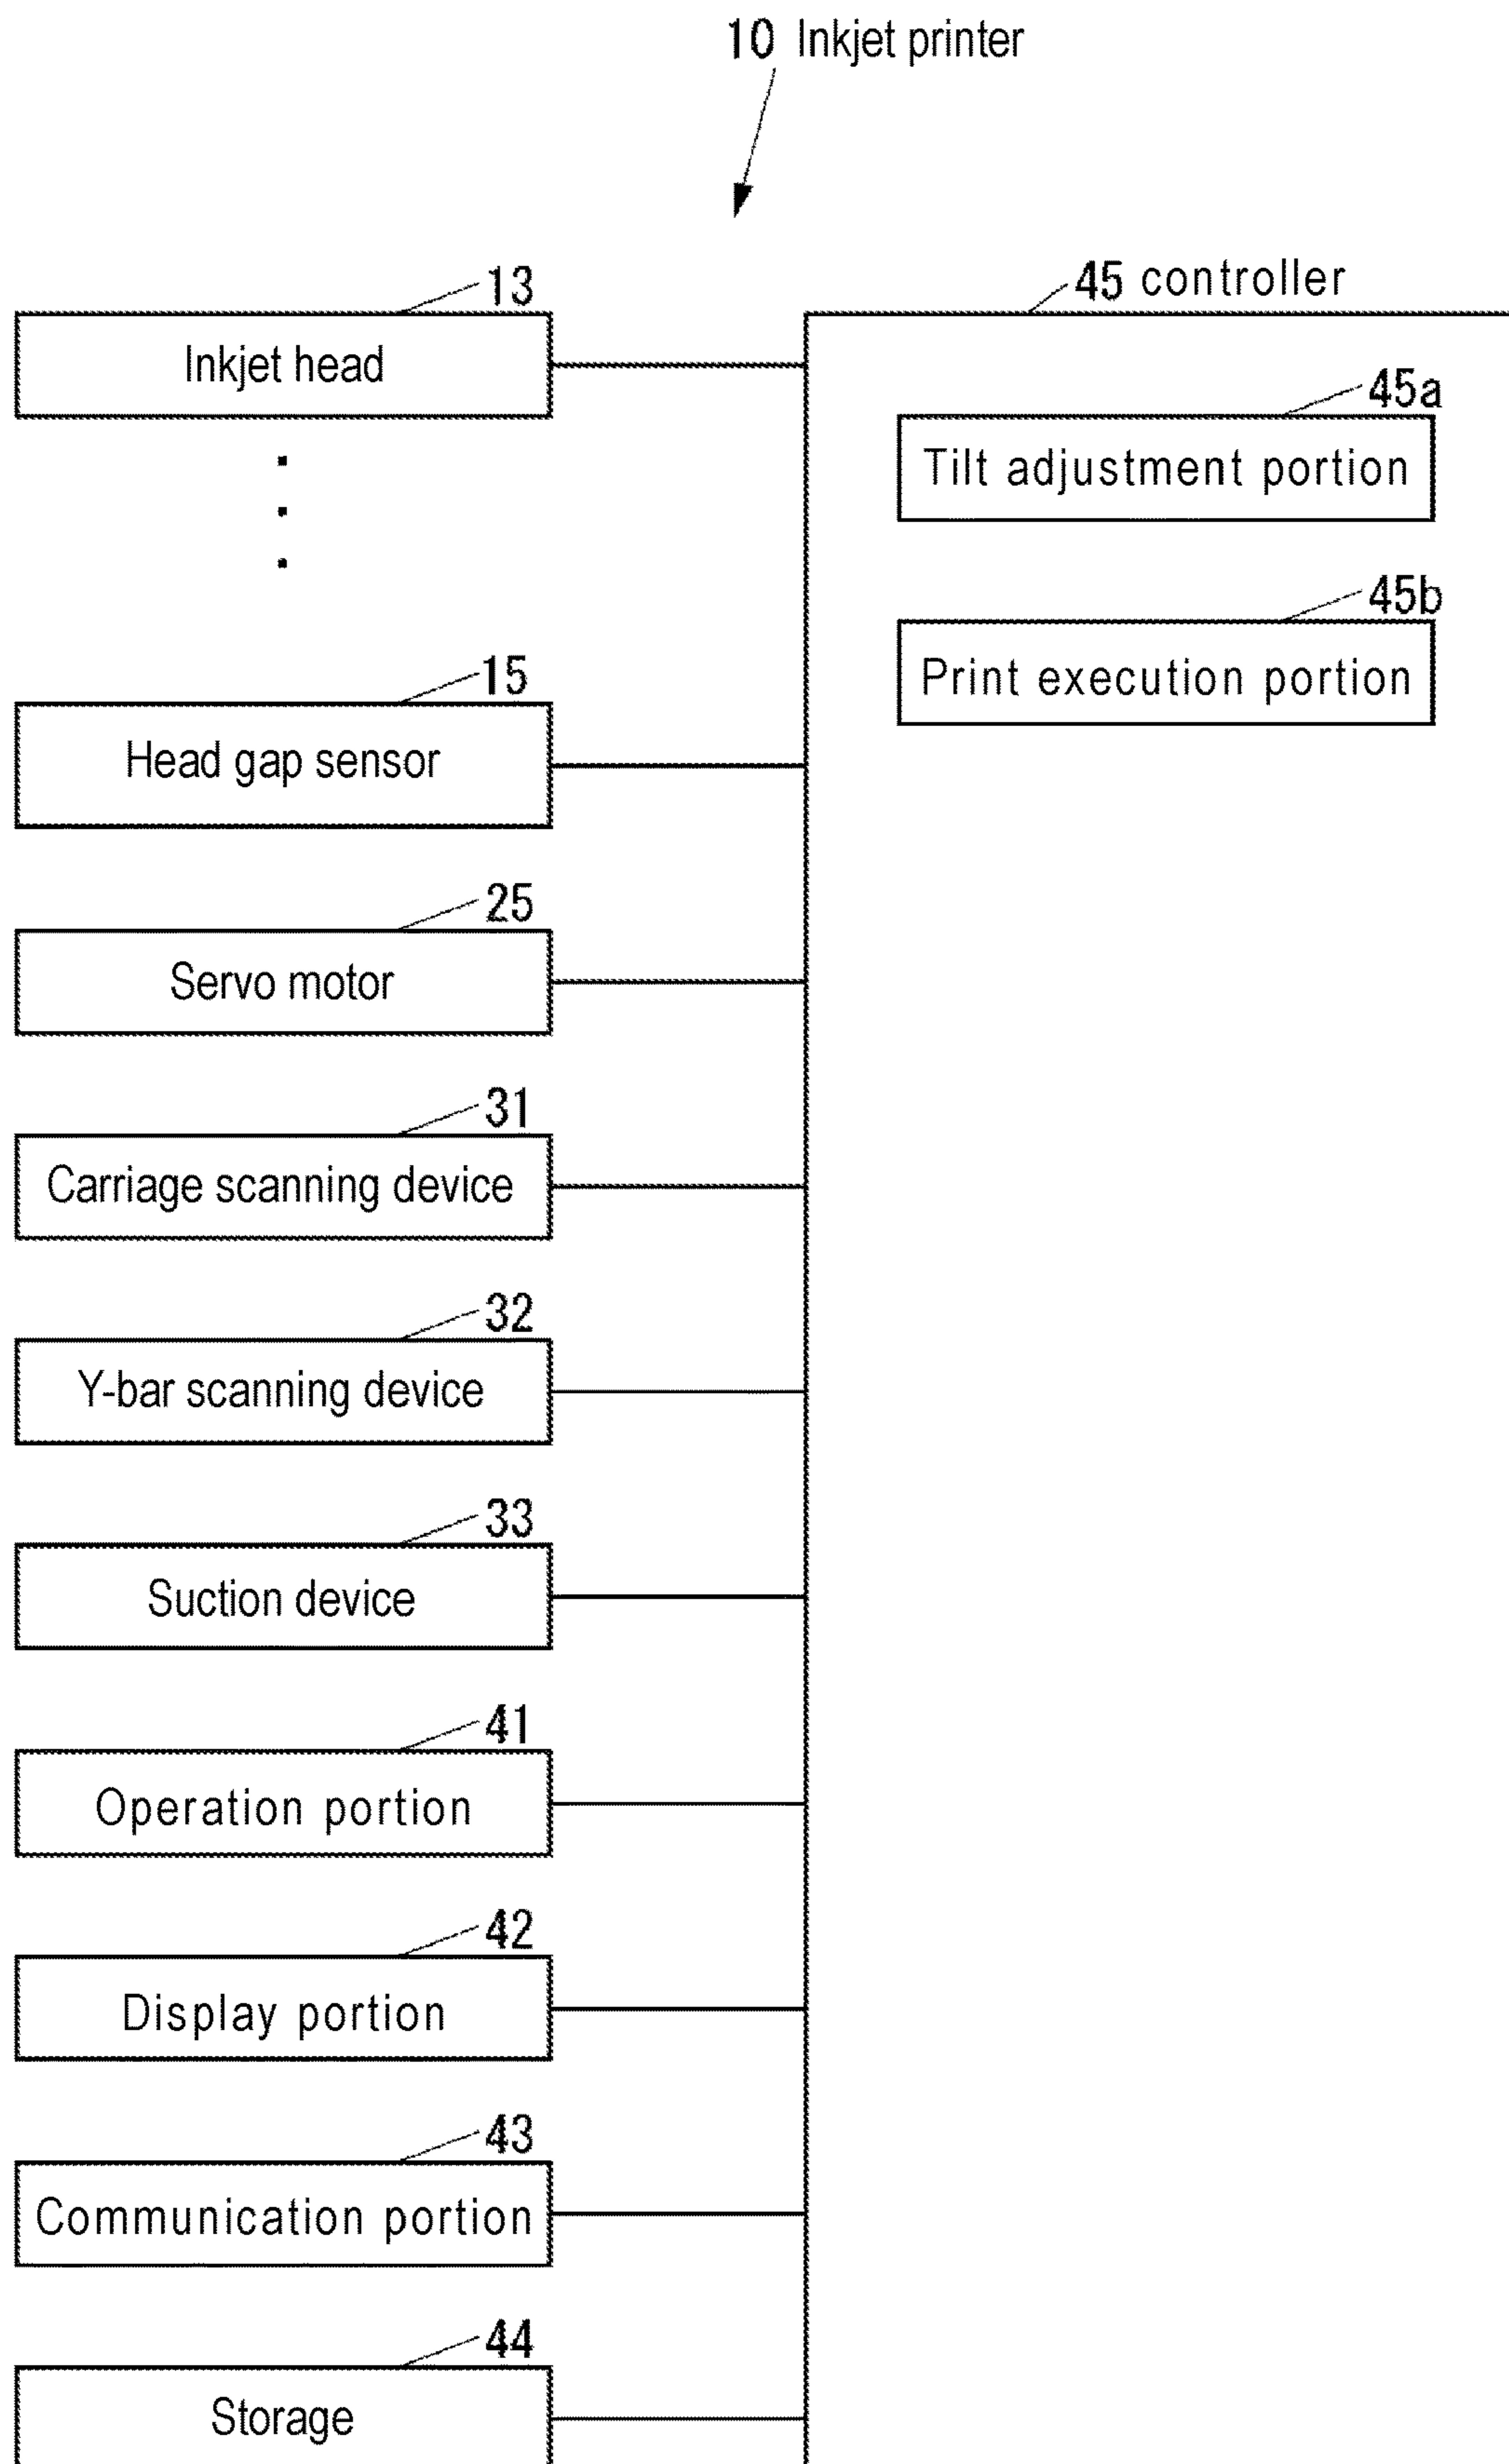 10 Inkjet printer
13
Inkjet head
45 controller
45a
Tilt adjustment portion
45b
Print execution portion
15
Head gap sensor
25
Servo motor
31
Carriage scanning device
32
Y-bar scanning device
33
Suction device
41
Operation portion
42
Display portion
43
Communication portion
44
Storage